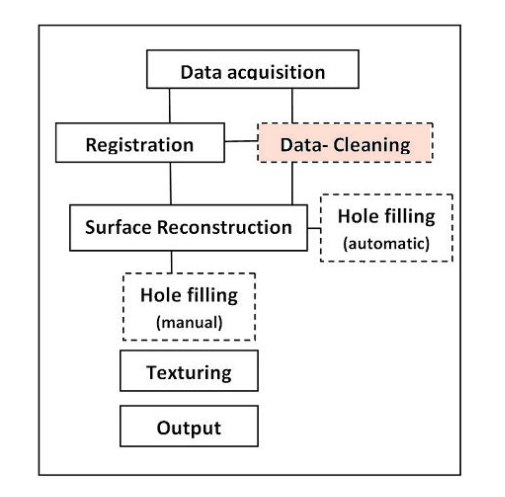 Data acquisition
Registration
Data- Cleaning
Surface Reconstruction
Hole filling
(automatic)
Hole filling
(manual)
Texturing
Output